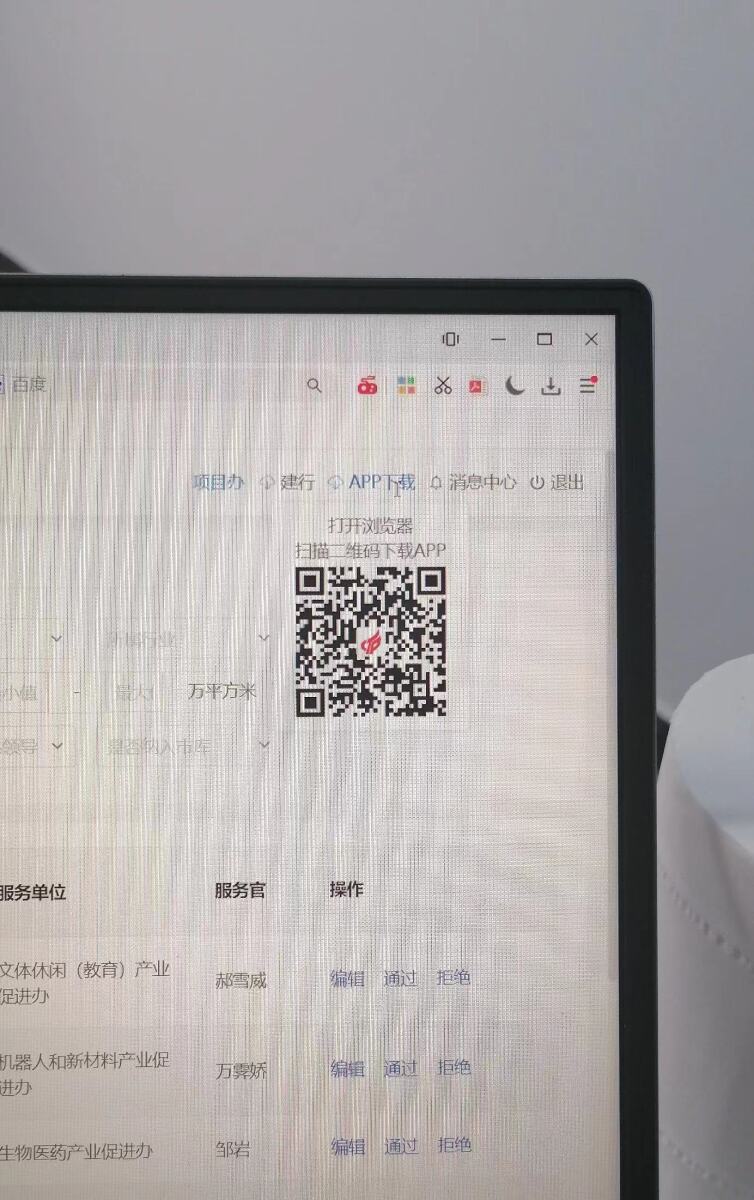 百度
项目办 建行 APP下载 消息中心 退出
打开浏览器
扫描二维码下载APP
所属行业
小值 - 最大 万平方米
领导 是否纳入市库
服务单位 服务官 操作
文体休闲（教育）产业
促进办
郝雪威 编辑 通过 拒绝
机器人和新材料产业促
进办
万霁娇 编辑 通过 拒绝
生物医药产业促进办 邹岩 编辑 通过 拒绝